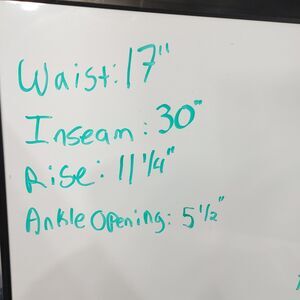 Waist: 17"
Inseam: 30"
Rise: 11 1/4"
Ankle Opening: 5 1/2"